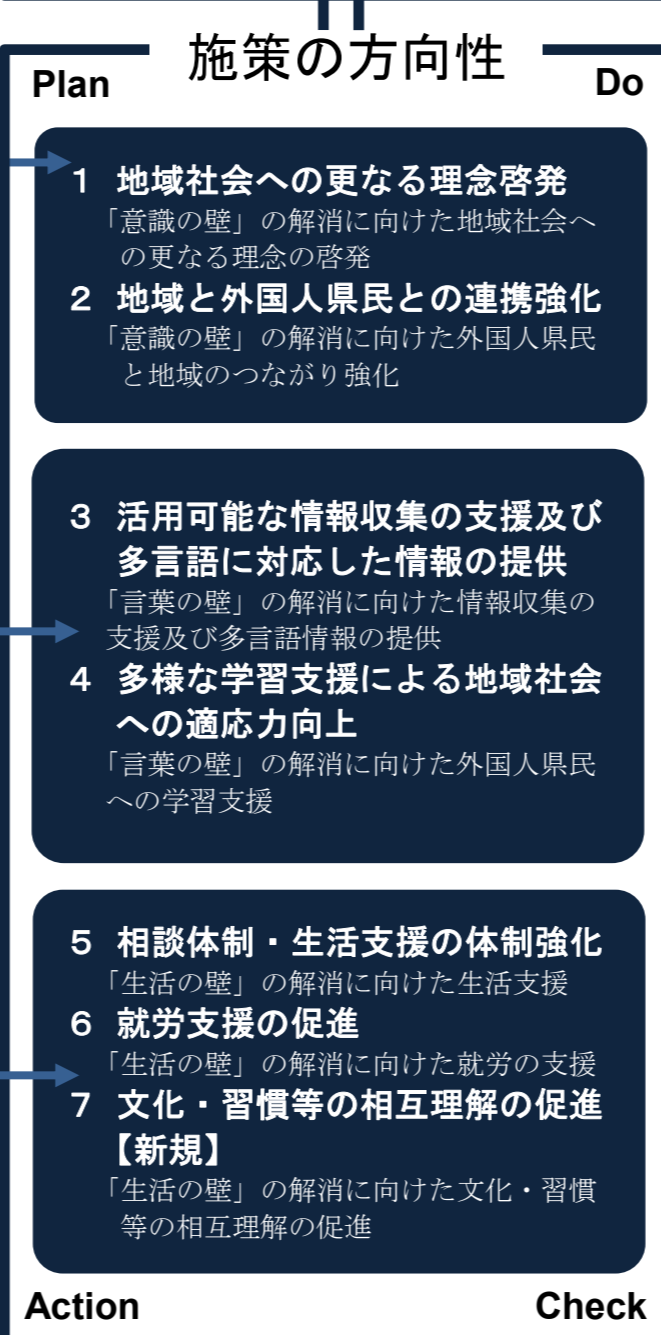 施策の方向性
Plan
Do
１ 地域社会への更なる理念啓発
「意識の壁」の解消に向けた地域社会へ
の更なる理念の啓発
２ 地域と外国人県民との連携強化
「意識の壁」の解消に向けた外国人県民
と地域のつながり強化
３ 活用可能な情報収集の支援及び
多言語に対応した情報の提供
「言葉の壁」の解消に向けた情報収集の
支援及び多言語情報の提供
４ 多様な学習支援による地域社会
への適応力向上
「言葉の壁」の解消に向けた外国人県民
への学習支援
５ 相談体制・生活支援の体制強化
「生活の壁」の解消に向けた生活支援
６ 就労支援の促進
「生活の壁」の解消に向けた就労の支援
７ 文化・習慣等の相互理解の促進
【新規】
「生活の壁」の解消に向けた文化・習慣
等の相互理解の促進
Action
Check